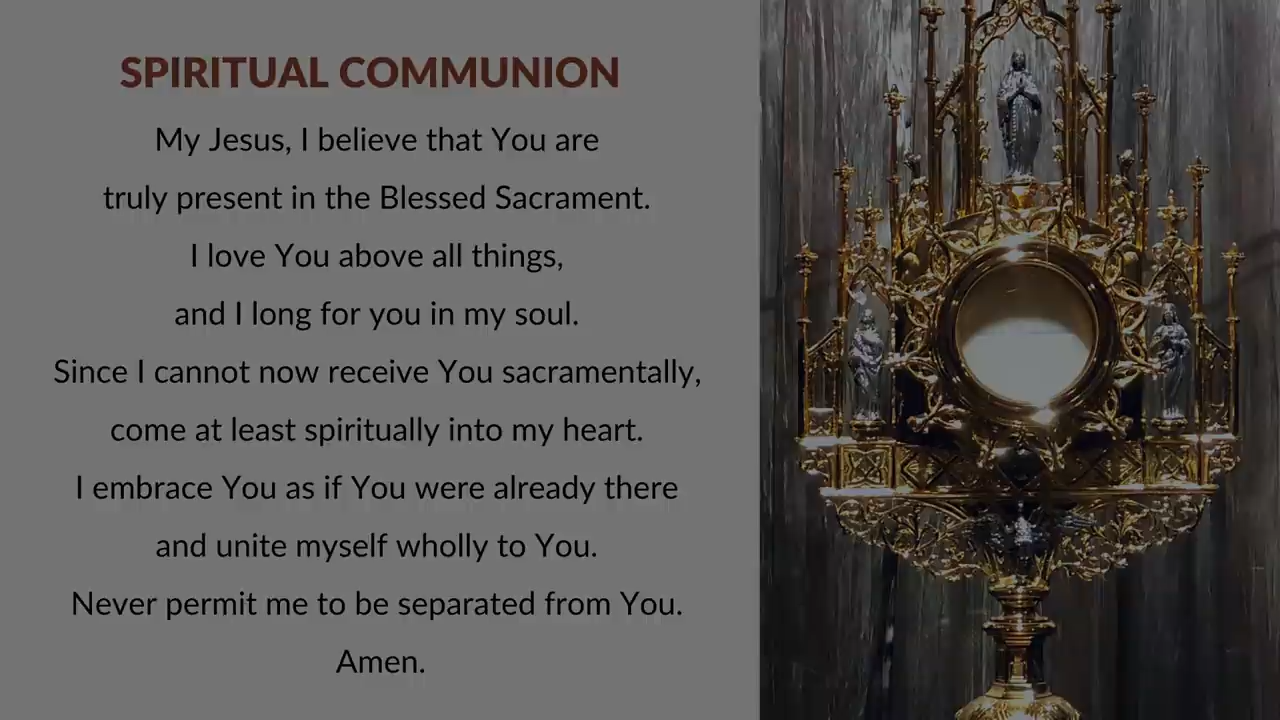 SPIRITUAL COMMUNION
My Jesus, I believe that You are
truly present in the Blessed Sacrament.
I love You above all things,
and I long for you in my soul.
Since I cannot now receive You sacramentally,
come at least spiritually into my heart.
I embrace You as if You were already there
and unite myself wholly to You.
Never permit me to be separated from You.
Amen.